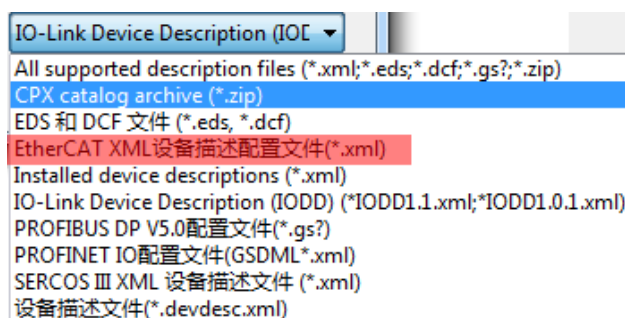 IO-Link Device Description (IOD
All supported description files (*.xml;*.eds;*.dcf;*.gs?;*.zip)
CPX catalog archive (*.zip)
EDS 和 DCF 文件 (*.eds, *.dcf)
EtherCAT XML设备描述配置文件(*.xml)
Installed device descriptions (*.xml)
IO-Link Device Description (IODD) (*IODD1.1.xml;*IODD1.0.1.xml)
PROFIBUS DP V5.0配置文件(*.gs?)
PROFINET IO配置文件(GSDML*.xml)
SERCOS Ⅲ XML 设备描述文件 (*.xml)
设备描述文件(*.devdesc.xml)